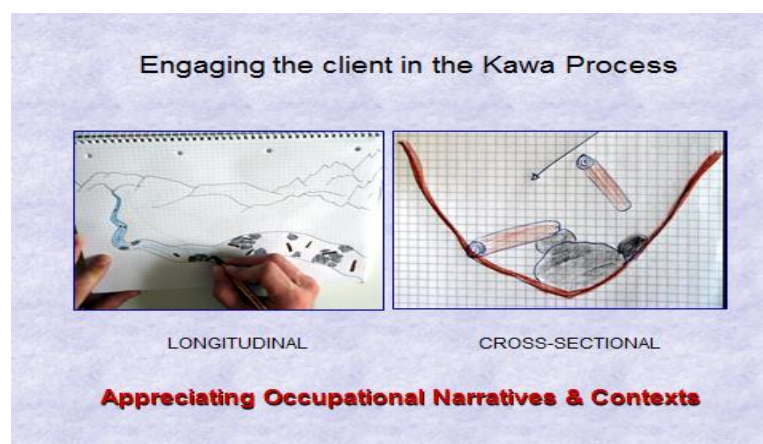 Engaging the client in the Kawa Process
LONGITUDINAL
CROSS-SECTIONAL
Appreciating Occupational Narratives & Contexts